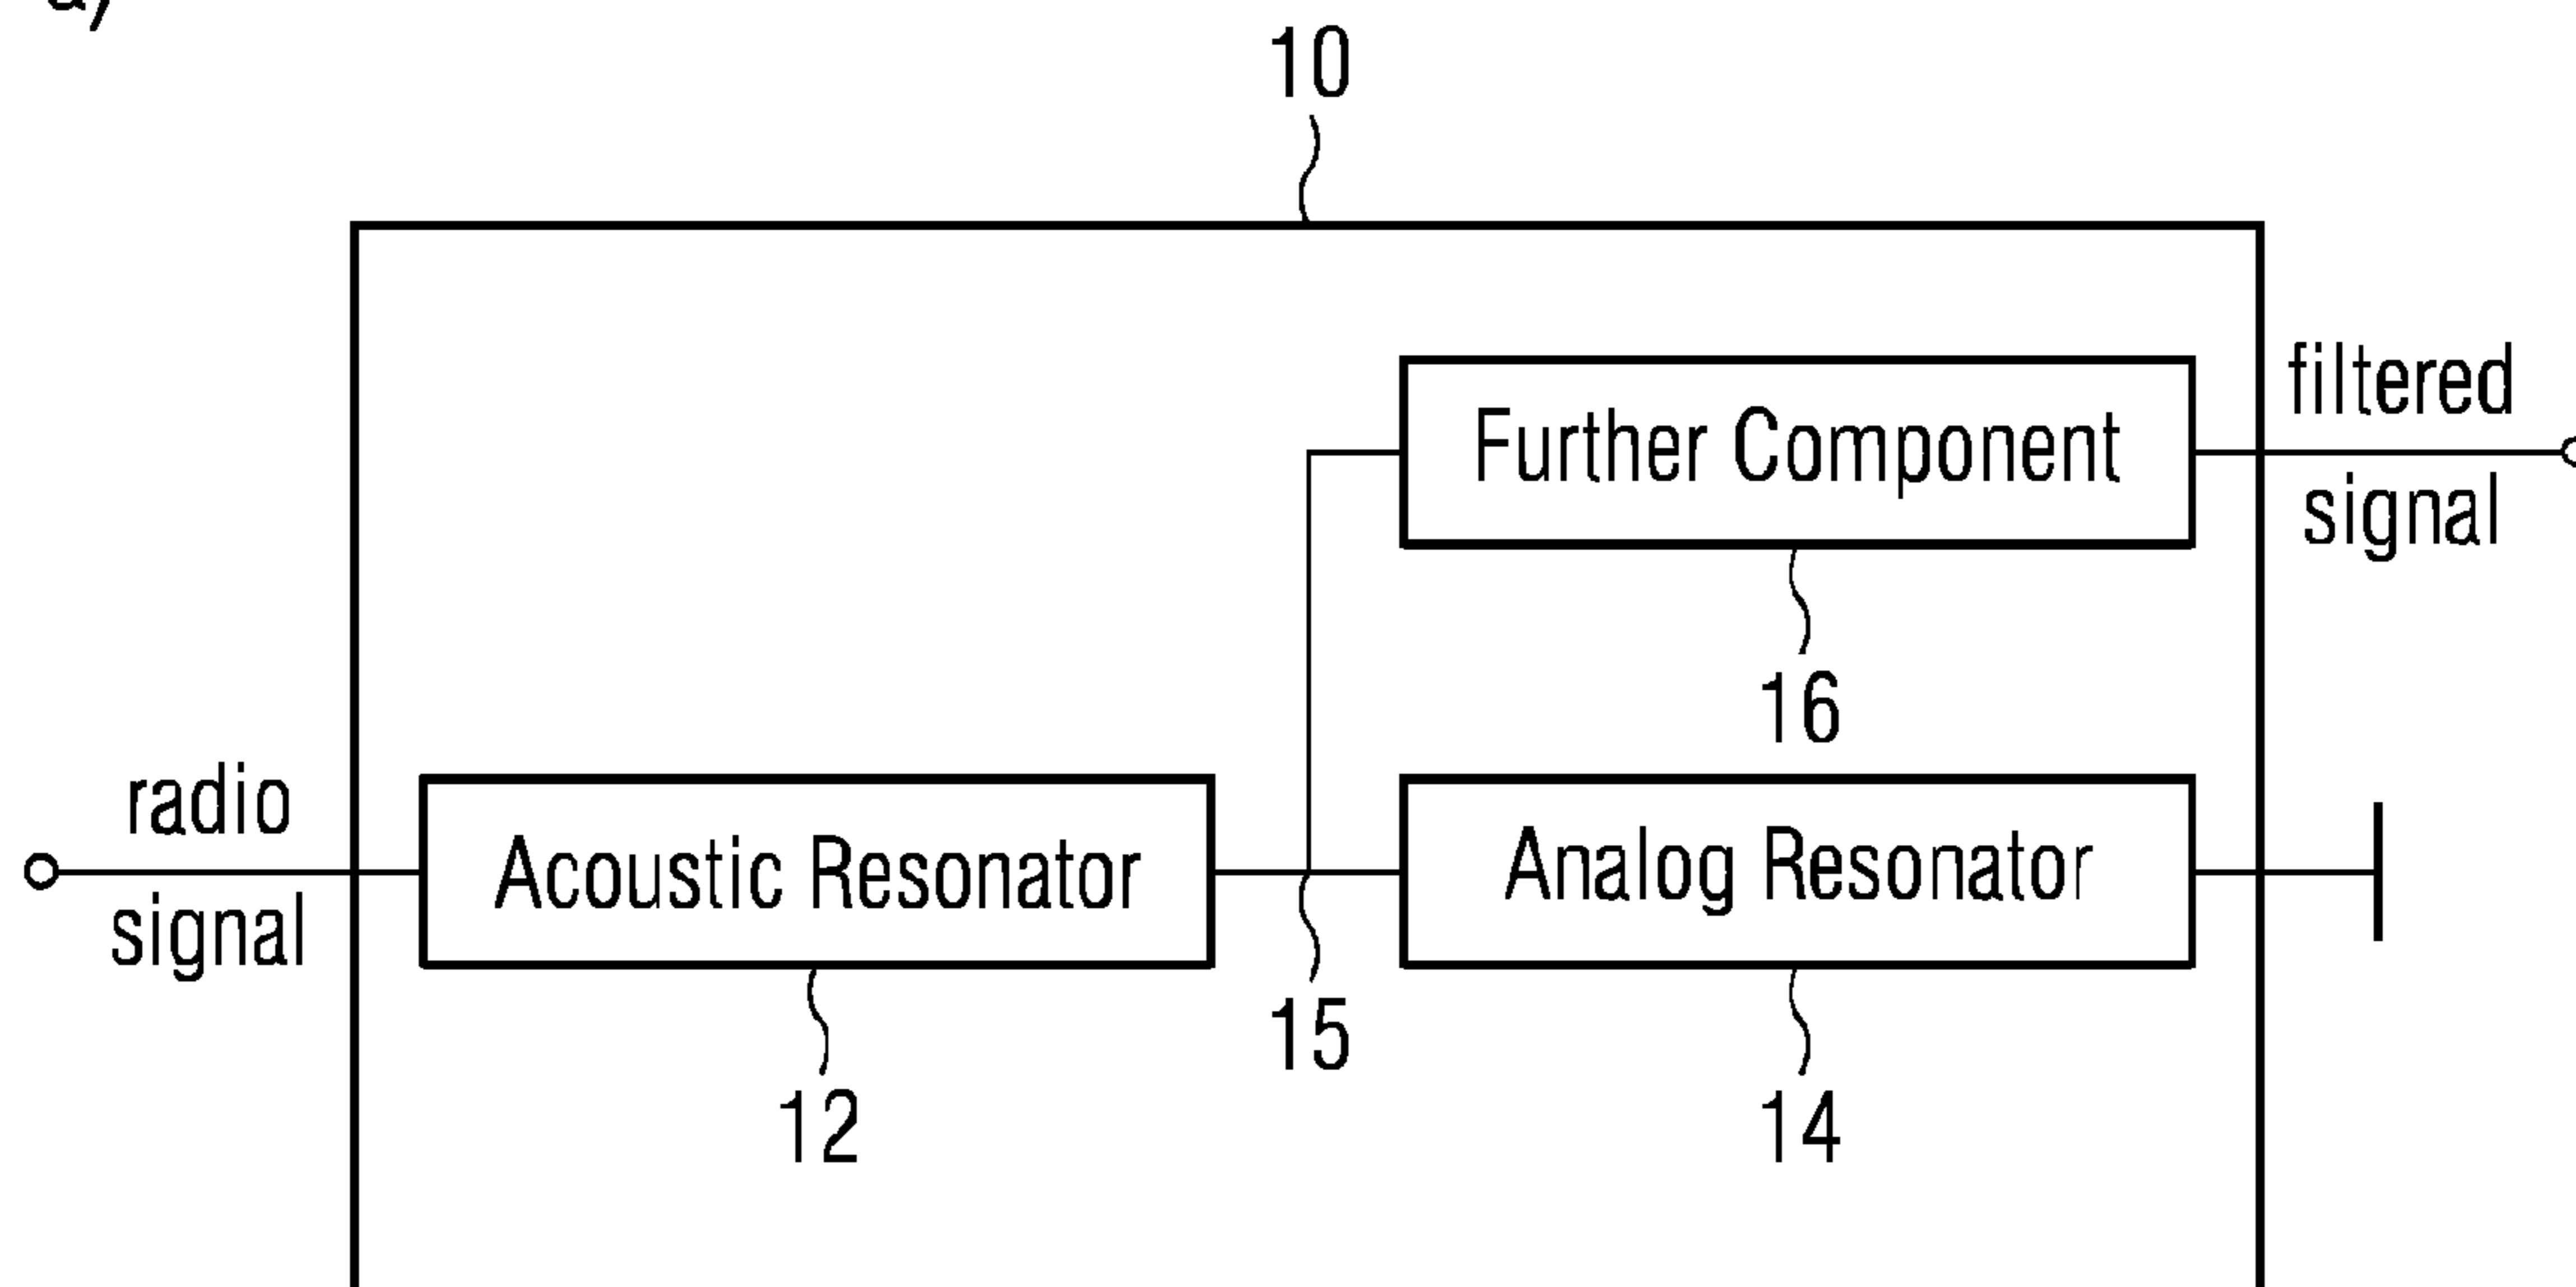 10
filtered
Further Component
signal
16
radio
Acoustic Resonator
Analog Resonator
signal
15
12
14